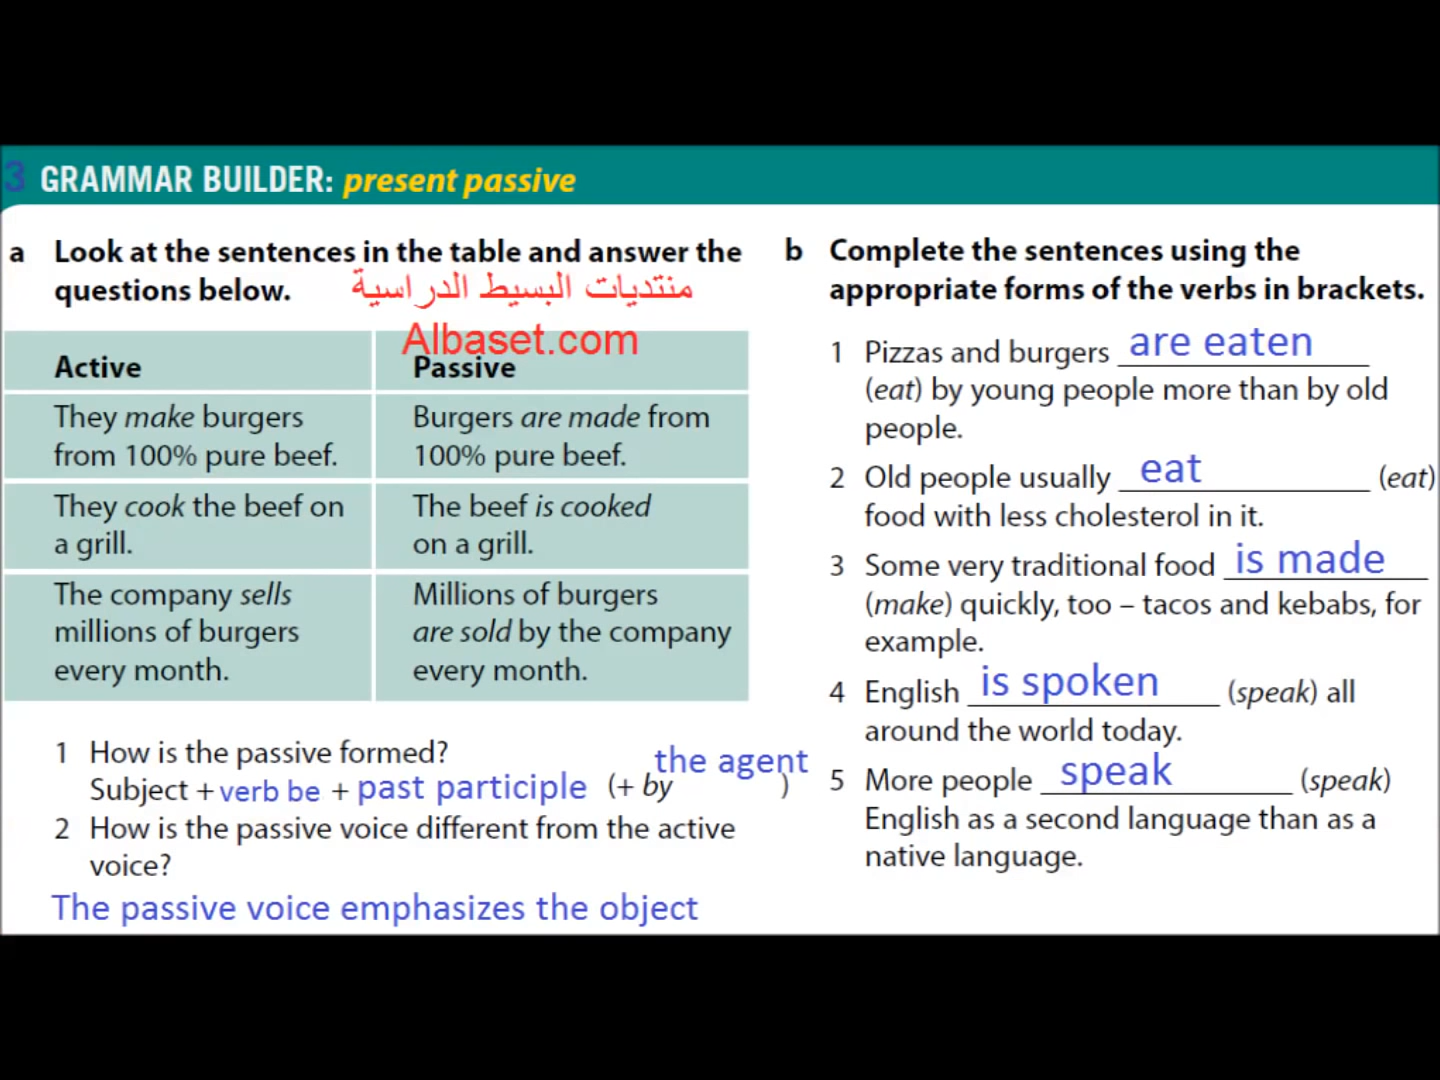 3 GRAMMAR BUILDER: present passive
a Look at the sentences in the table and answer the
questions below.
منتديات البسيط الدراسية
Albaset.com
Active
Passive
They make burgers
from 100% pure beef.
Burgers are made from
100% pure beef.
They cook the beef on
a grill.
The beef is cooked
on a grill.
The company sells
millions of burgers
every month.
Millions of burgers
are sold by the company
every month.
1 How is the passive formed?
Subject + verb be + past participle (+ by the agent )
2 How is the passive voice different from the active
voice?
The passive voice emphasizes the object
b Complete the sentences using the
appropriate forms of the verbs in brackets.
1 Pizzas and burgers are eaten
(eat) by young people more than by old
people.
2 Old people usually eat (eat)
food with less cholesterol in it.
3 Some very traditional food is made
(make) quickly, too – tacos and kebabs, for
example.
4 English is spoken (speak) all
around the world today.
5 More people speak (speak)
English as a second language than as a
native language.